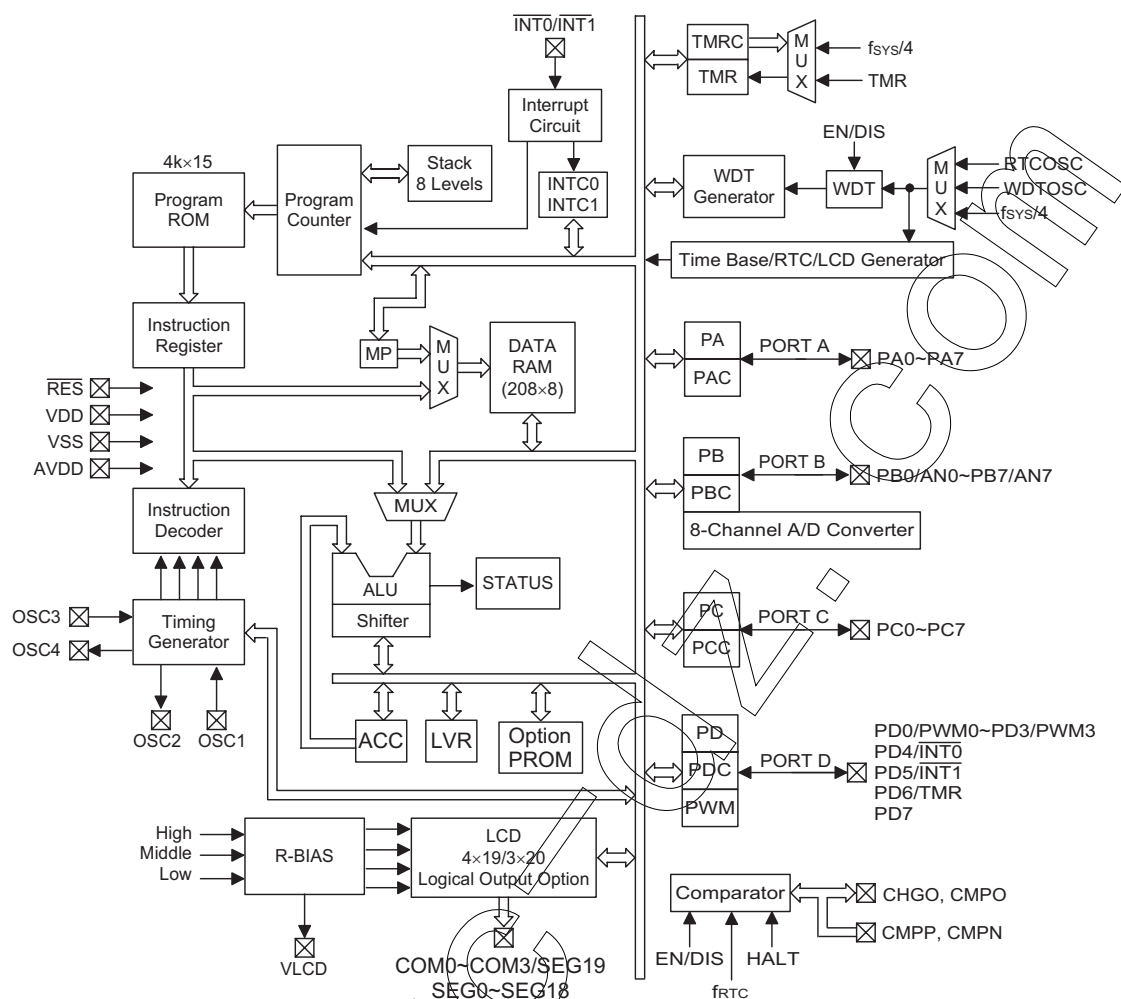 INT0/INT1
Interrupt
Circuit
INTC0
INTC1
4k×15
Program
ROM
Program
Counter
Stack
8 Levels
Instruction
Register
MP
MUX
DATA
RAM
(208×8)
RES
VDD
VSS
AVDD
Instruction
Decoder
MUX
ALU
Shifter
STATUS
OSC3
OSC4
Timing
Generator
OSC2
OSC1
ACC
LVR
Option
PROM
High
Middle
Low
R-BIAS
VLCD
LCD
4×19/3×20
Logical Output Option
COM0~COM3/SEG19
SEG0~SEG18
TMRC
TMR
MUX
fSYS/4
TMR
EN/DIS
WDT
Generator
WDT
MUX
RTCOSC
WDTOSC
fSYS/4
Time Base/RTC/LCD Generator
PA
PAC
PORT A
PA0~PA7
PB
PBC
PORT B
PB0/AN0~PB7/AN7
8-Channel A/D Converter
PC
PCC
PORT C
PC0~PC7
PD
PDC
PWM
PORT D
PD0/PWM0~PD3/PWM3
PD4/INT0
PD5/INT1
PD6/TMR
PD7
Comparator
CHGO, CMPO
CMPP, CMPN
EN/DIS
HALT
fRTC